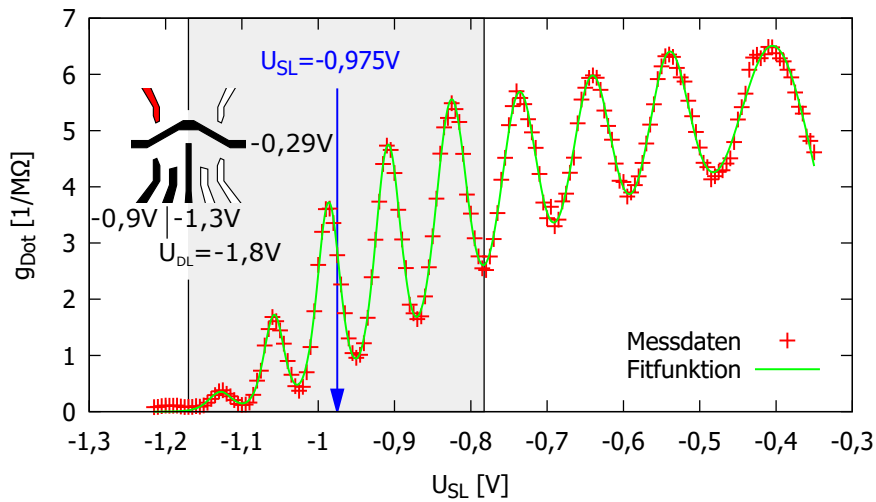 7
6
5
4
3
2
1
0
g_Dot [1/MΩ]
U_SL=-0,975V
-0,29V
-0,9V -1,3V
U_DL=-1,8V
Messdaten
Fitfunktion
-1,3 -1,2 -1,1 -1 -0,9 -0,8 -0,7 -0,6 -0,5 -0,4 -0,3
U_SL [V]